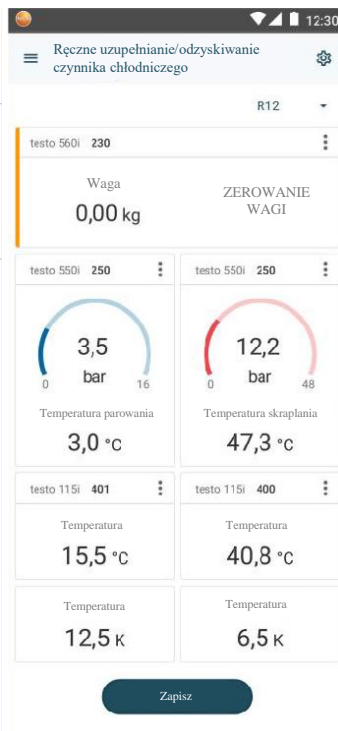 12:30
Ręczne uzupełnianie/odzyskiwanie
czynnika chłodniczego
R12
testo 560i 230
Waga
0,00 kg
ZEROWANIE
WAGI
testo 550i 250
3,5
bar
0 16
Temperatura parowania
3,0 °C
testo 550i 250
12,2
bar
0 48
Temperatura skraplania
47,3 °C
testo 115i 401
Temperatura
15,5 °C
testo 115i 400
Temperatura
40,8 °C
Temperatura
12,5 K
Temperatura
6,5 K
Zapisz